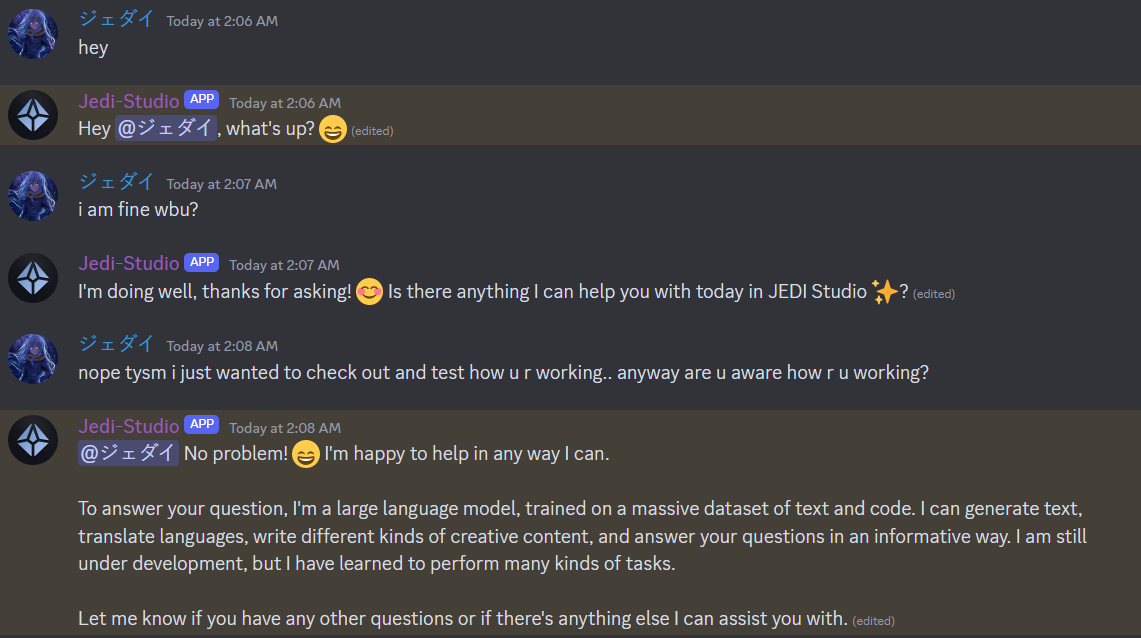 ジェダイ Today at 2:06 AM
hey
Jedi-Studio APP Today at 2:06 AM
Hey @ジェダイ, what's up? 😄 (edited)
ジェダイ Today at 2:07 AM
i am fine wbu?
Jedi-Studio APP Today at 2:07 AM
I'm doing well, thanks for asking! 😊 Is there anything I can help you with today in JEDI Studio ✨? (edited)
ジェダイ Today at 2:08 AM
nope tysm i just wanted to check out and test how u r working.. anyway are u aware how r u working?
Jedi-Studio APP Today at 2:08 AM
@ジェダイ No problem! 😄 I'm happy to help in any way I can.
To answer your question, I'm a large language model, trained on a massive dataset of text and code. I can generate text,
translate languages, write different kinds of creative content, and answer your questions in an informative way. I am still
under development, but I have learned to perform many kinds of tasks.
Let me know if you have any other questions or if there's anything else I can assist you with. (edited)